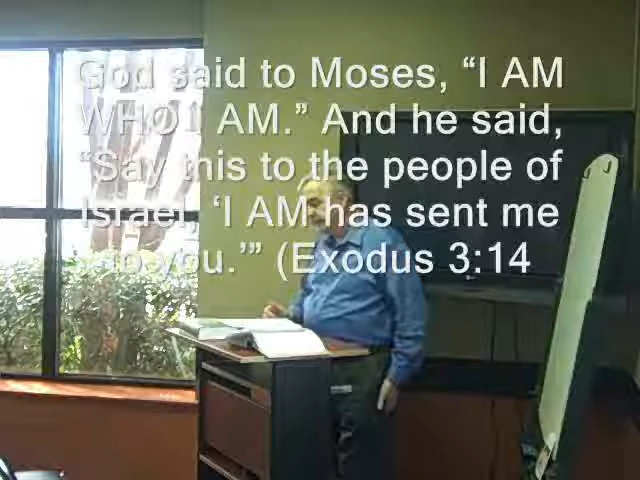 God said to Moses, “I AM
WHO I AM.” And he said,
“Say this to the people of
Israel, ‘I AM has sent me
to you.’” (Exodus 3:14